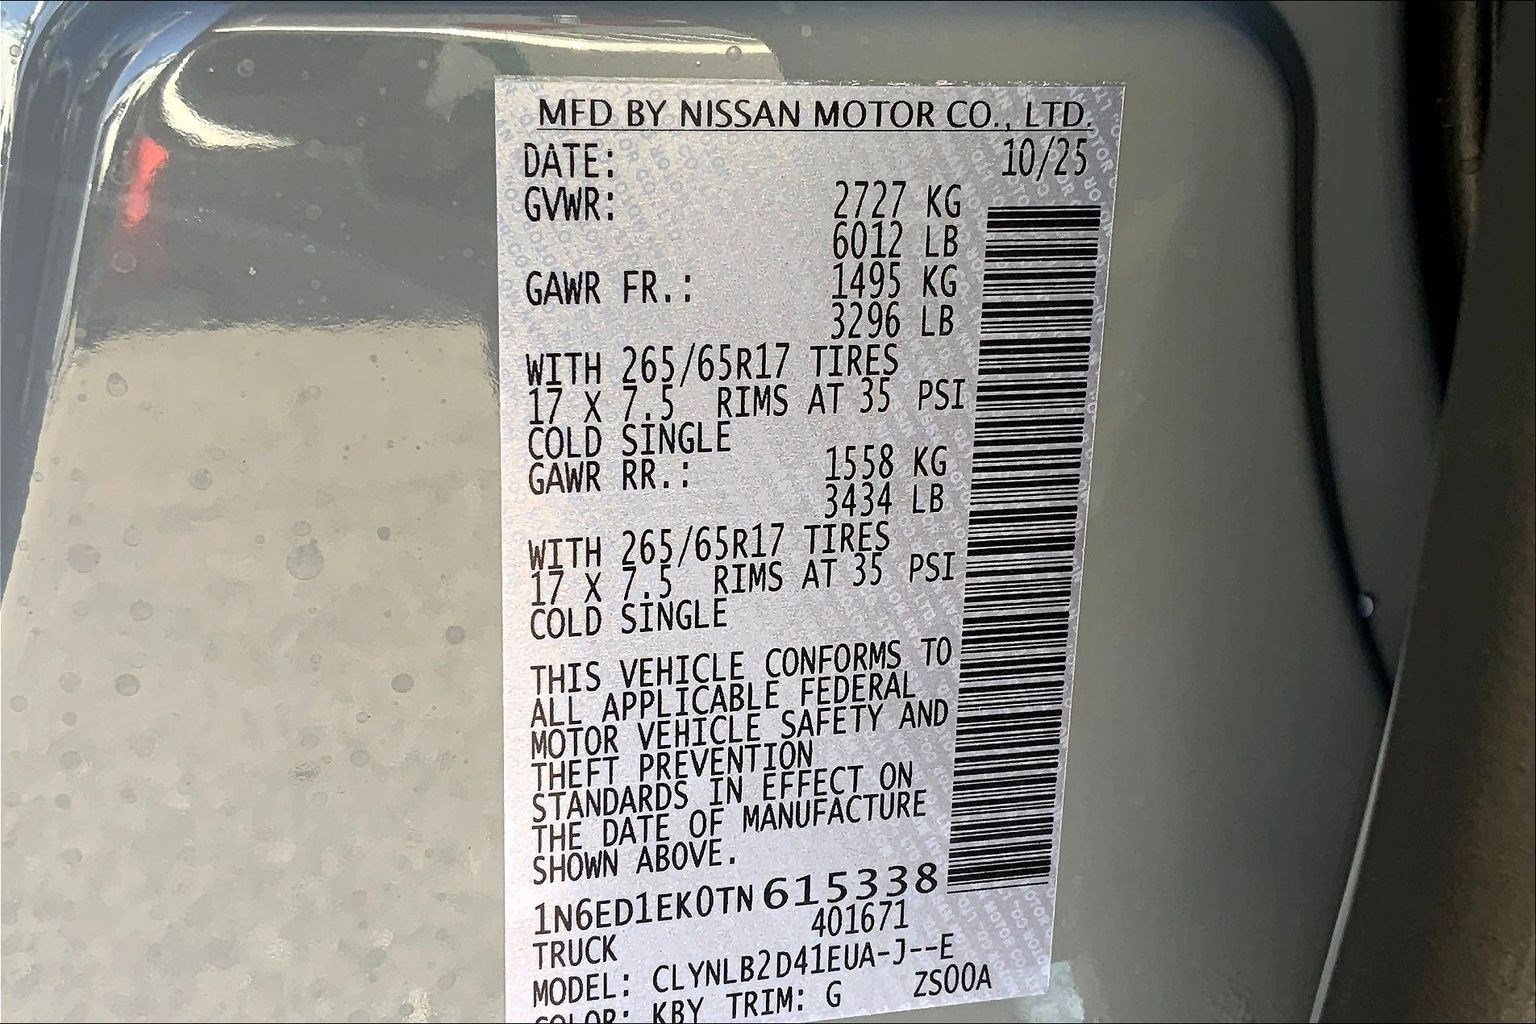 MFD BY NISSAN MOTOR CO., LTD.
DATE: 10/25
GVWR: 2727 KG
6012 LB
GAWR FR.: 1495 KG
3296 LB
WITH 265/65R17 TIRES
17 X 7.5 RIMS AT 35 PSI
COLD SINGLE
GAWR RR.: 1558 KG
3434 LB
WITH 265/65R17 TIRES
17 X 7.5 RIMS AT 35 PSI
COLD SINGLE
THIS VEHICLE CONFORMS TO
ALL APPLICABLE FEDERAL
MOTOR VEHICLE SAFETY AND
THEFT PREVENTION
STANDARDS IN EFFECT ON
THE DATE OF MANUFACTURE
SHOWN ABOVE.
1N6ED1EK0TN615338
401671
TRUCK
MODEL: CLYNLB2D41EUA-J--E
COLOR: KBY TRIM: G ZS00A